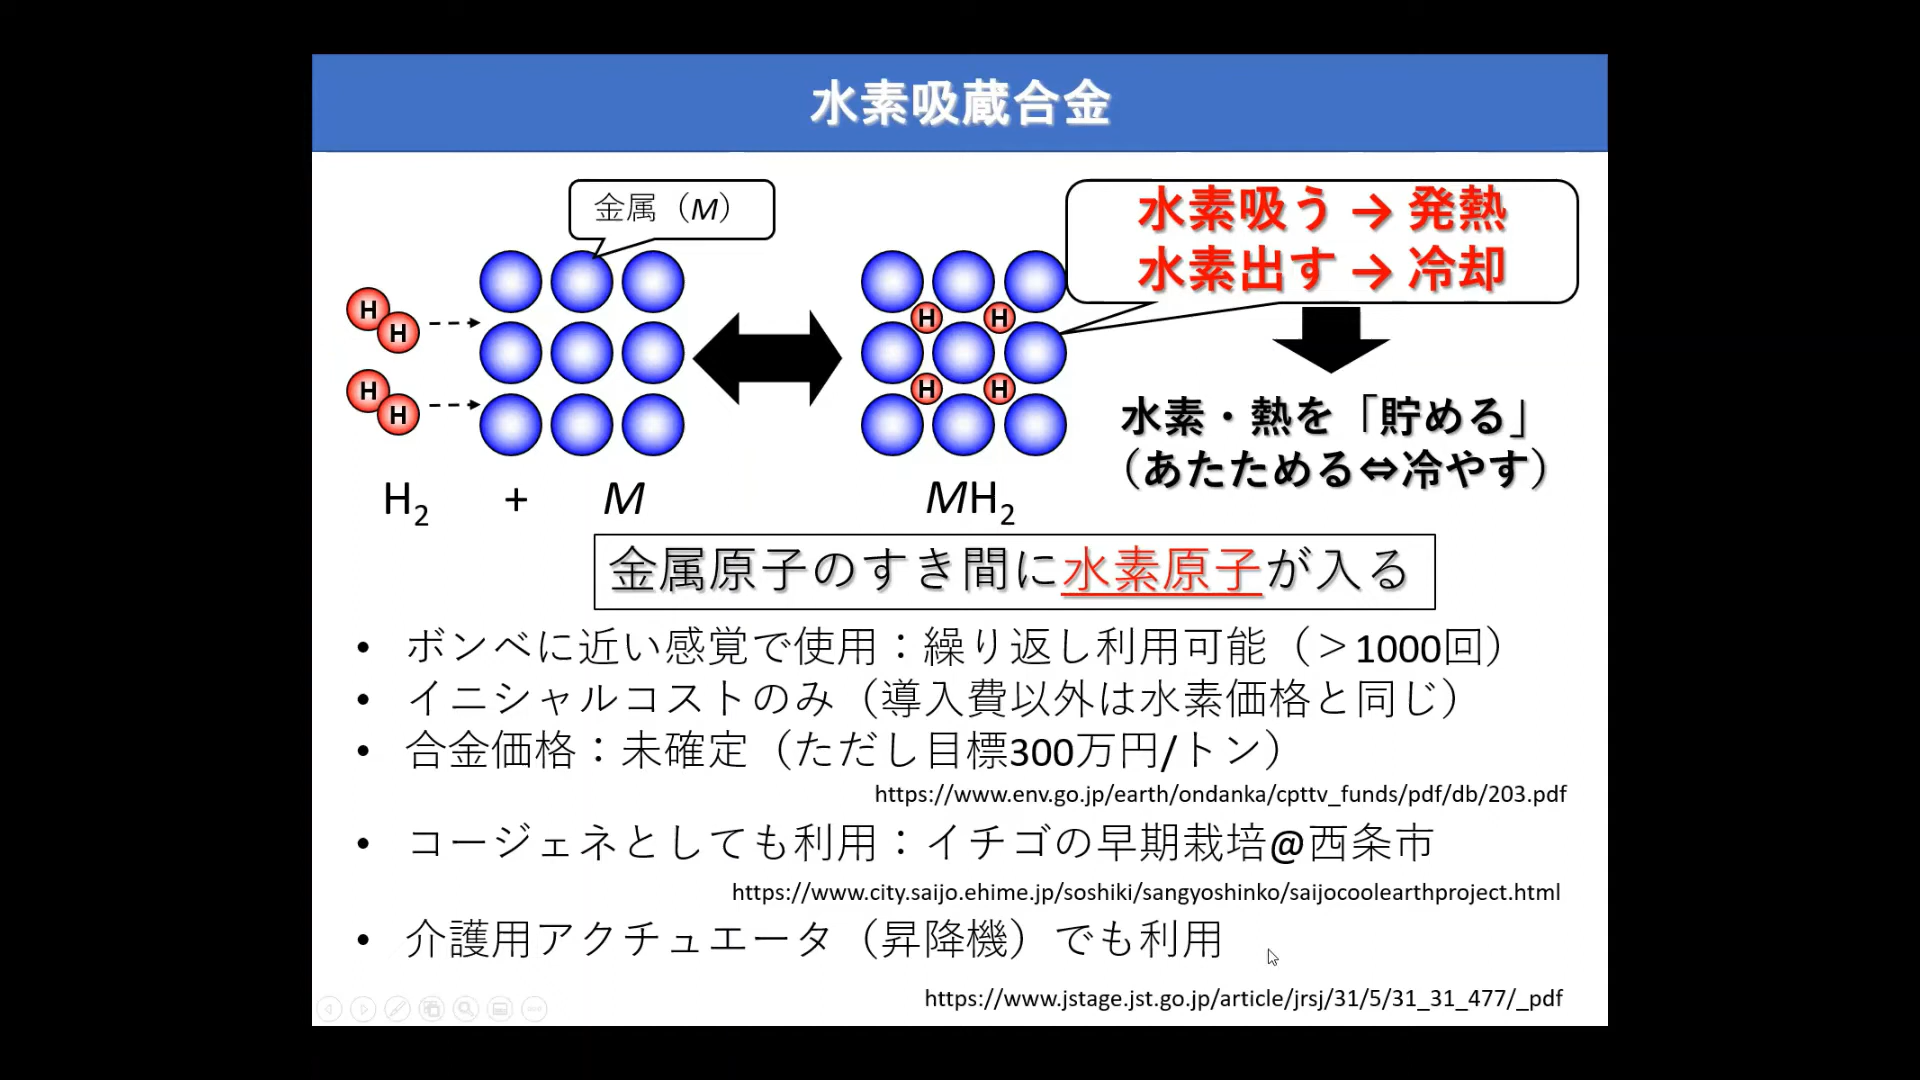 水素吸蔵合金
金属（M）
水素吸う → 発熱
水素出す → 冷却
H
H
H
H
H
H
H
H
水素・熱を「貯める」
（あたためる⇔冷やす）
H2 + M
MH2
金属原子のすき間に水素原子が入る
• ボンベに近い感覚で使用：繰り返し利用可能（＞1000回）
• イニシャルコストのみ（導入費以外は水素価格と同じ）
• 合金価格：未確定（ただし目標300万円/トン）
https://www.env.go.jp/earth/ondanka/cpttv_funds/pdf/db/203.pdf
• コージェネとしても利用：イチゴの早期栽培@西条市
https://www.city.saijo.ehime.jp/soshiki/sangyoshinko/saijocoolearthproject.html
• 介護用アクチュエータ（昇降機）でも利用
https://www.jstage.jst.go.jp/article/jrsj/31/5/31_31_477/_pdf